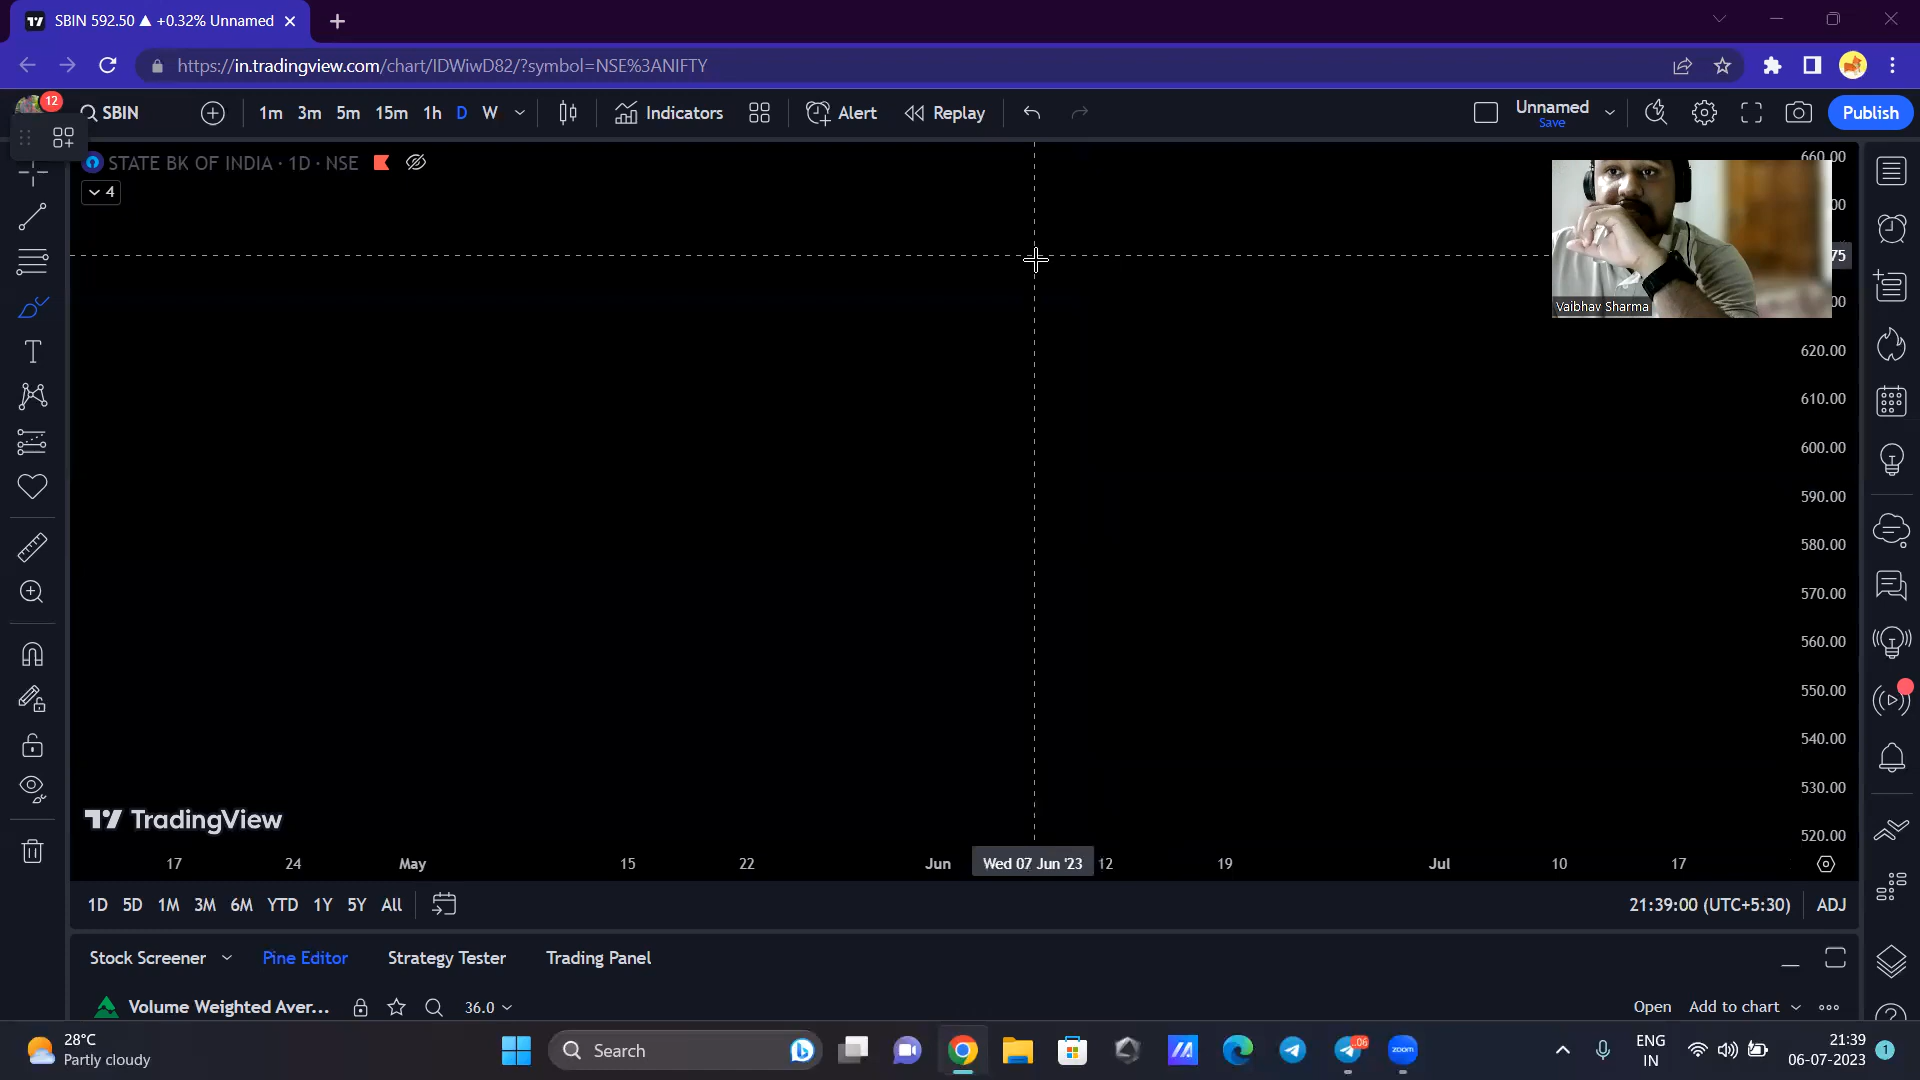 SBIN 592.50 ▲ +0.32% Unnamed
https://in.tradingview.com/chart/IDWiwD82/?symbol=NSE%3ANIFTY
12
SBIN
1m 3m 5m 15m 1h D W
Indicators
Alert
Replay
Unnamed
Save
Publish
STATE BK OF INDIA · 1D · NSE
4
660.00
00
75
00
620.00
610.00
600.00
590.00
580.00
570.00
560.00
550.00
540.00
530.00
520.00
Vaibhav Sharma
TradingView
17 24 May 15 22 Jun Wed 07 Jun '23 12 19 Jul 10 17
1D 5D 1M 3M 6M YTD 1Y 5Y All
21:39:00 (UTC+5:30) ADJ
Stock Screener Pine Editor Strategy Tester Trading Panel
Volume Weighted Aver... 36.0
Open Add to chart
28°C
Partly cloudy
Search
.06
zoom
ENG
IN
21:39
06-07-2023
1